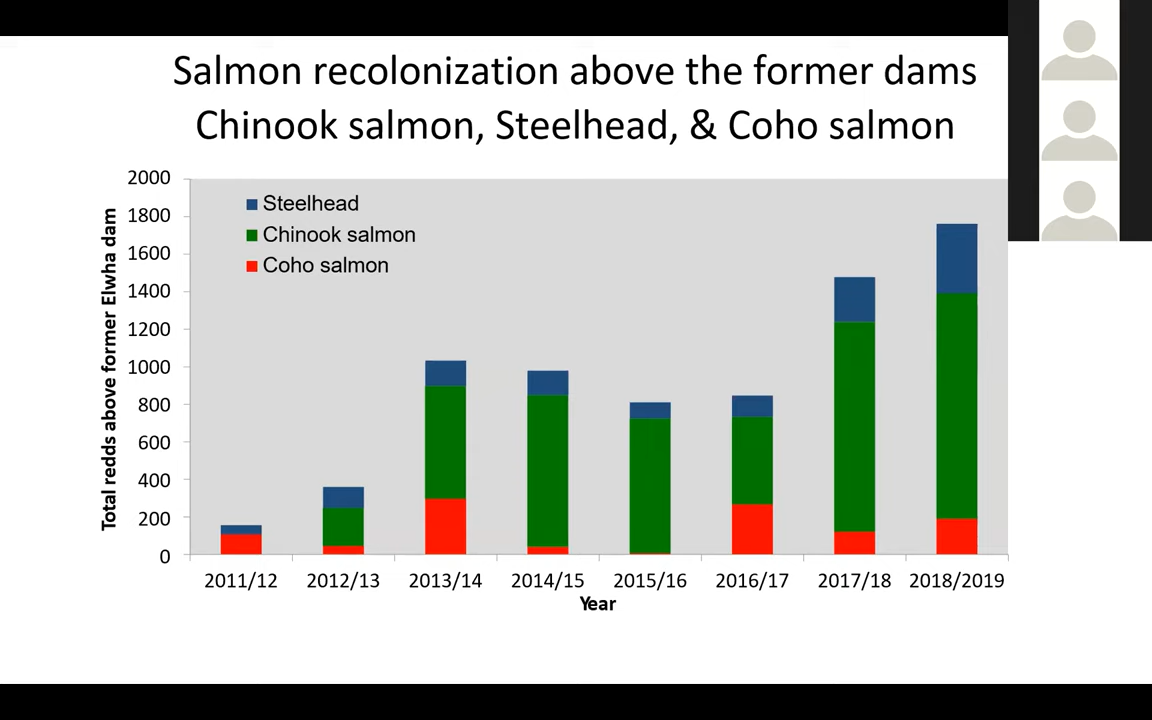 Salmon recolonization above the former dams
Chinook salmon, Steelhead, & Coho salmon
Total redds above former Elwha dam
2000
1800
1600
1400
1200
1000
800
600
400
200
0
Steelhead
Chinook salmon
Coho salmon
2011/12 2012/13 2013/14 2014/15 2015/16 2016/17 2017/18 2018/2019
Year